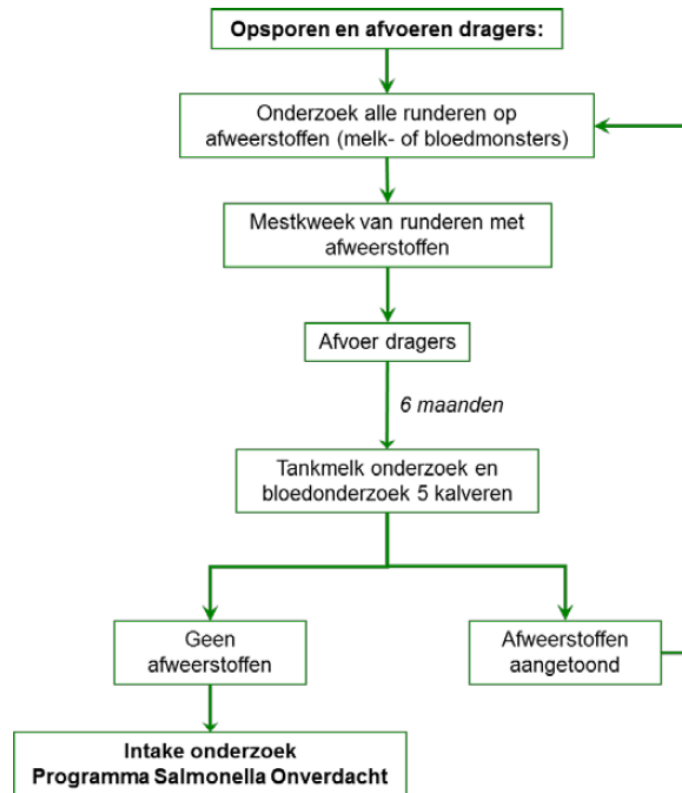 Opsporen en afvoeren dragers:
Onderzoek alle runderen op
afweerstoffen (melk- of bloedmonsters)
Mestkweek van runderen met
afweerstoffen
Afvoer dragers
6 maanden
Tankmelk onderzoek en
bloedonderzoek 5 kalveren
Geen
afweerstoffen
Afweerstoffen
aangetoond
Intake onderzoek
Programma Salmonella Onverdacht